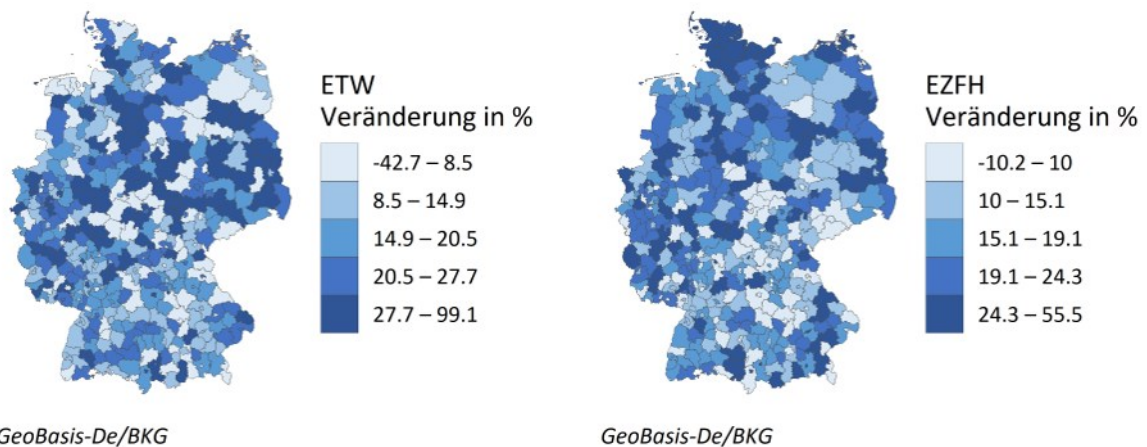 ETW
Veränderung in %
-42.7 – 8.5
8.5 – 14.9
14.9 – 20.5
20.5 – 27.7
27.7 – 99.1
GeoBasis-De/BKG
EZFH
Veränderung in %
-10.2 – 10
10 – 15.1
15.1 – 19.1
19.1 – 24.3
24.3 – 55.5
GeoBasis-De/BKG